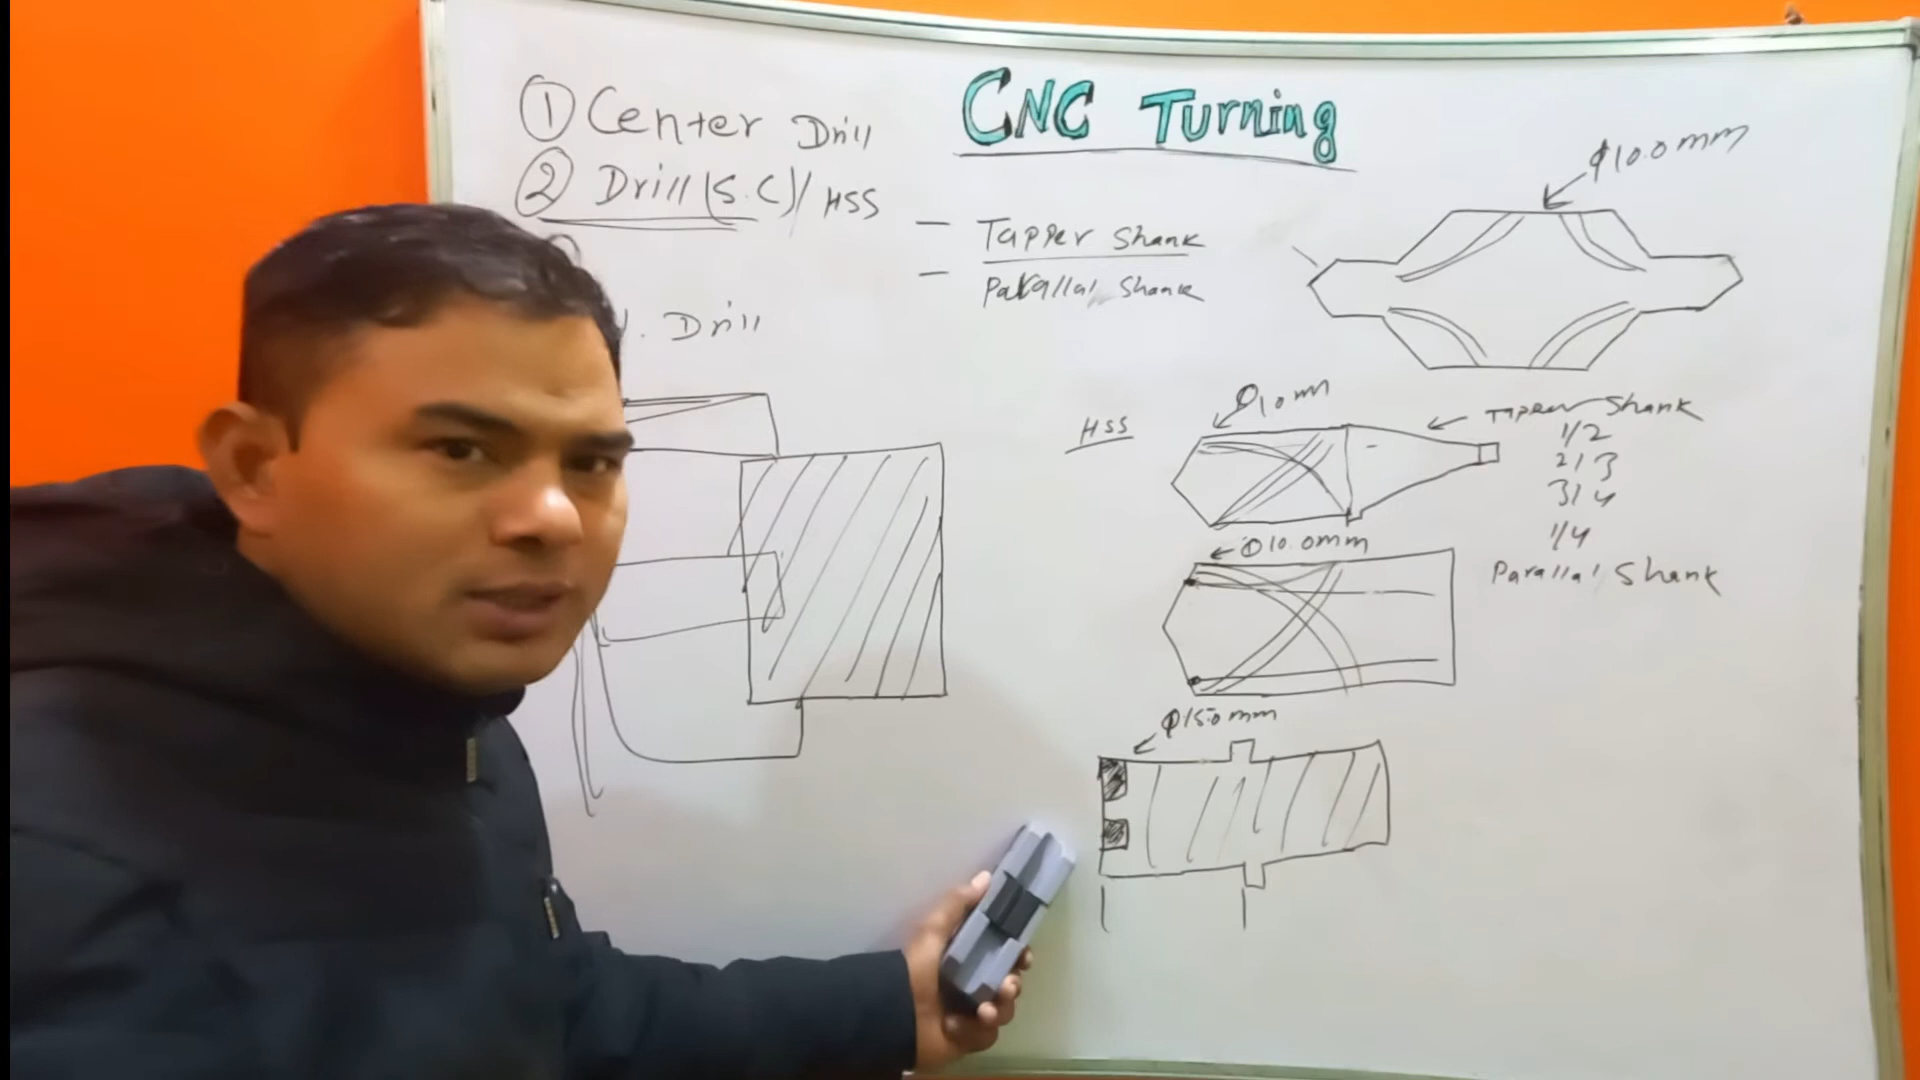 CNC Turning
① Center Drill
② Drill (S.C)/HSS
- Tapper Shank
- Parallal Shank
. Drill
φ10.0mm
HSS
φ10mm
Taper Shank
1/2
2/3
3/4
1/4
φ10.0mm
Parallal Shank
φ15.0mm